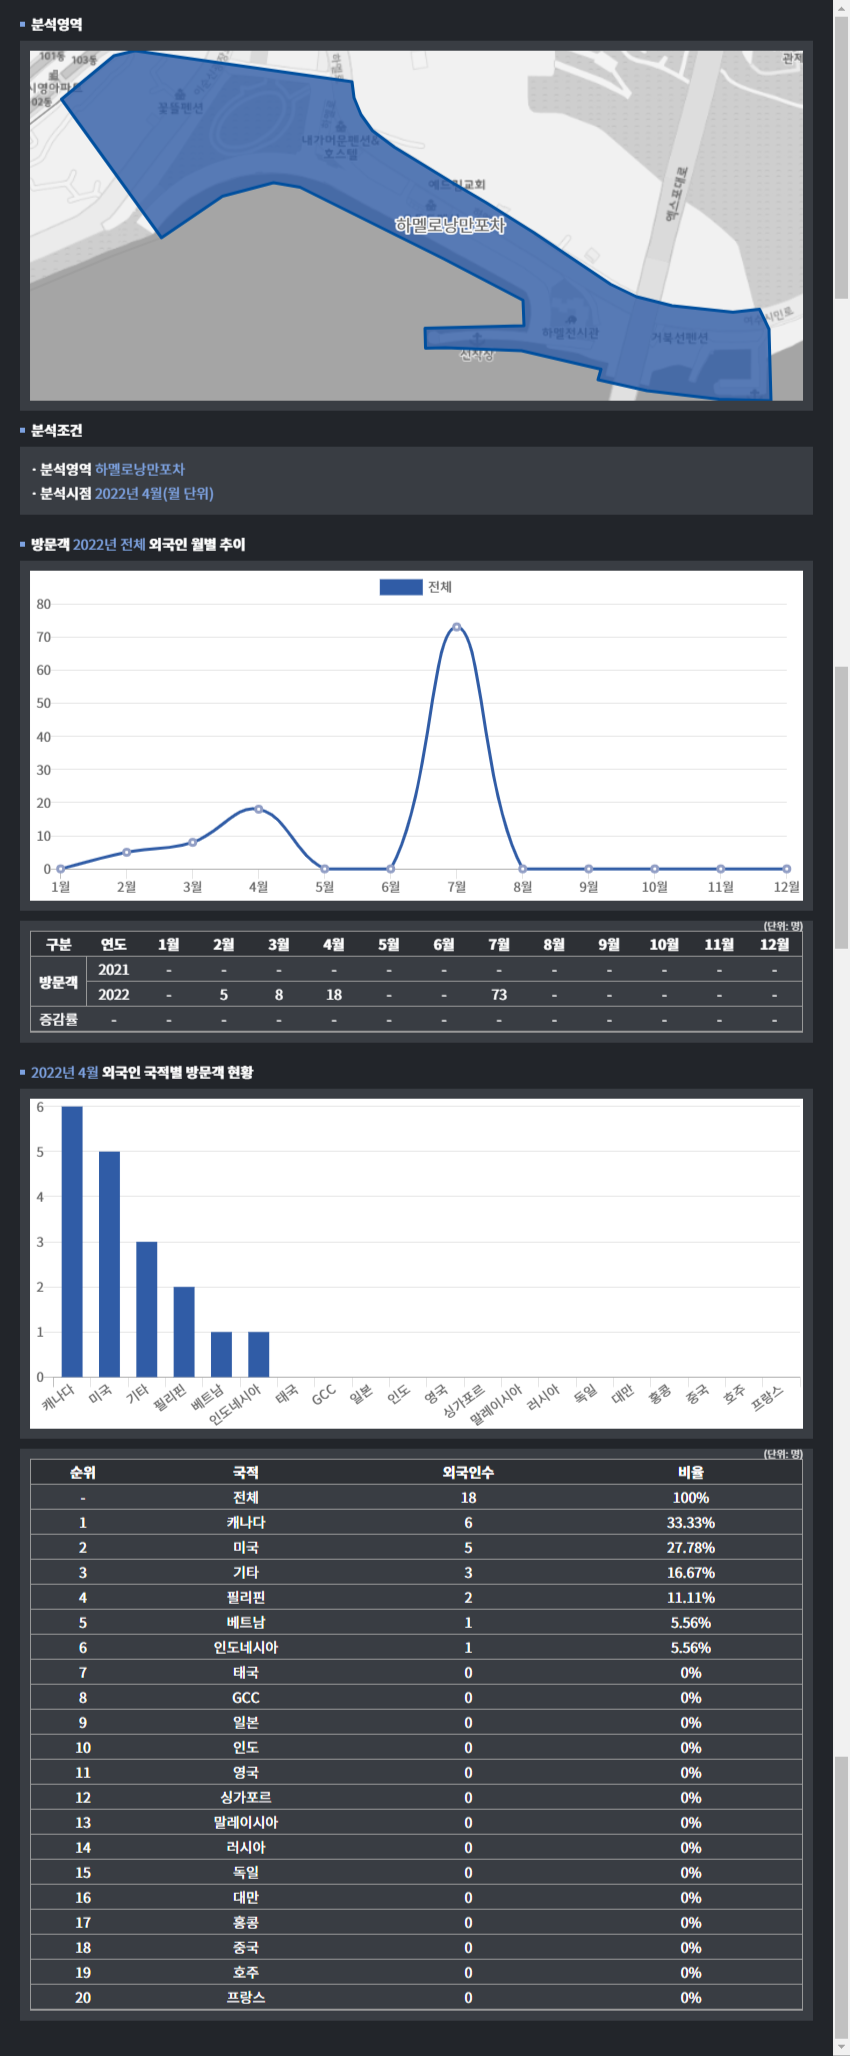 분석영역
101동 103동
관저
시영아파트
02동
꽃뜰펜션
내가머문펜션&
호스텔
에드림교회
하멜로낭만포차
엑스포대로
하멜전시관
거북선펜션
여수시민로
선착장
분석조건
· 분석영역 하멜로낭만포차
· 분석시점 2022년 4월(월 단위)
방문객 2022년 전체 외국인 월별 추이
전체
80
70
60
50
40
30
20
10
0
1월 2월 3월 4월 5월 6월 7월 8월 9월 10월 11월 12월
(단위: 명)
구분 연도 1월 2월 3월 4월 5월 6월 7월 8월 9월 10월 11월 12월
방문객
2021 - - - - - - - - - - - -
2022 - 5 8 18 - - 73 - - - - -
증감률 - - - - - - - - - - - - -
2022년 4월 외국인 국적별 방문객 현황
6
5
4
3
2
1
0
캐나다 미국 기타 필리핀 베트남 인도네시아 태국 GCC 일본 인도 영국 싱가포르 말레이시아 러시아 독일 대만 홍콩 중국 호주 프랑스
(단위: 명)
순위 국적 외국인수 비율
- 전체 18 100%
1 캐나다 6 33.33%
2 미국 5 27.78%
3 기타 3 16.67%
4 필리핀 2 11.11%
5 베트남 1 5.56%
6 인도네시아 1 5.56%
7 태국 0 0%
8 GCC 0 0%
9 일본 0 0%
10 인도 0 0%
11 영국 0 0%
12 싱가포르 0 0%
13 말레이시아 0 0%
14 러시아 0 0%
15 독일 0 0%
16 대만 0 0%
17 홍콩 0 0%
18 중국 0 0%
19 호주 0 0%
20 프랑스 0 0%